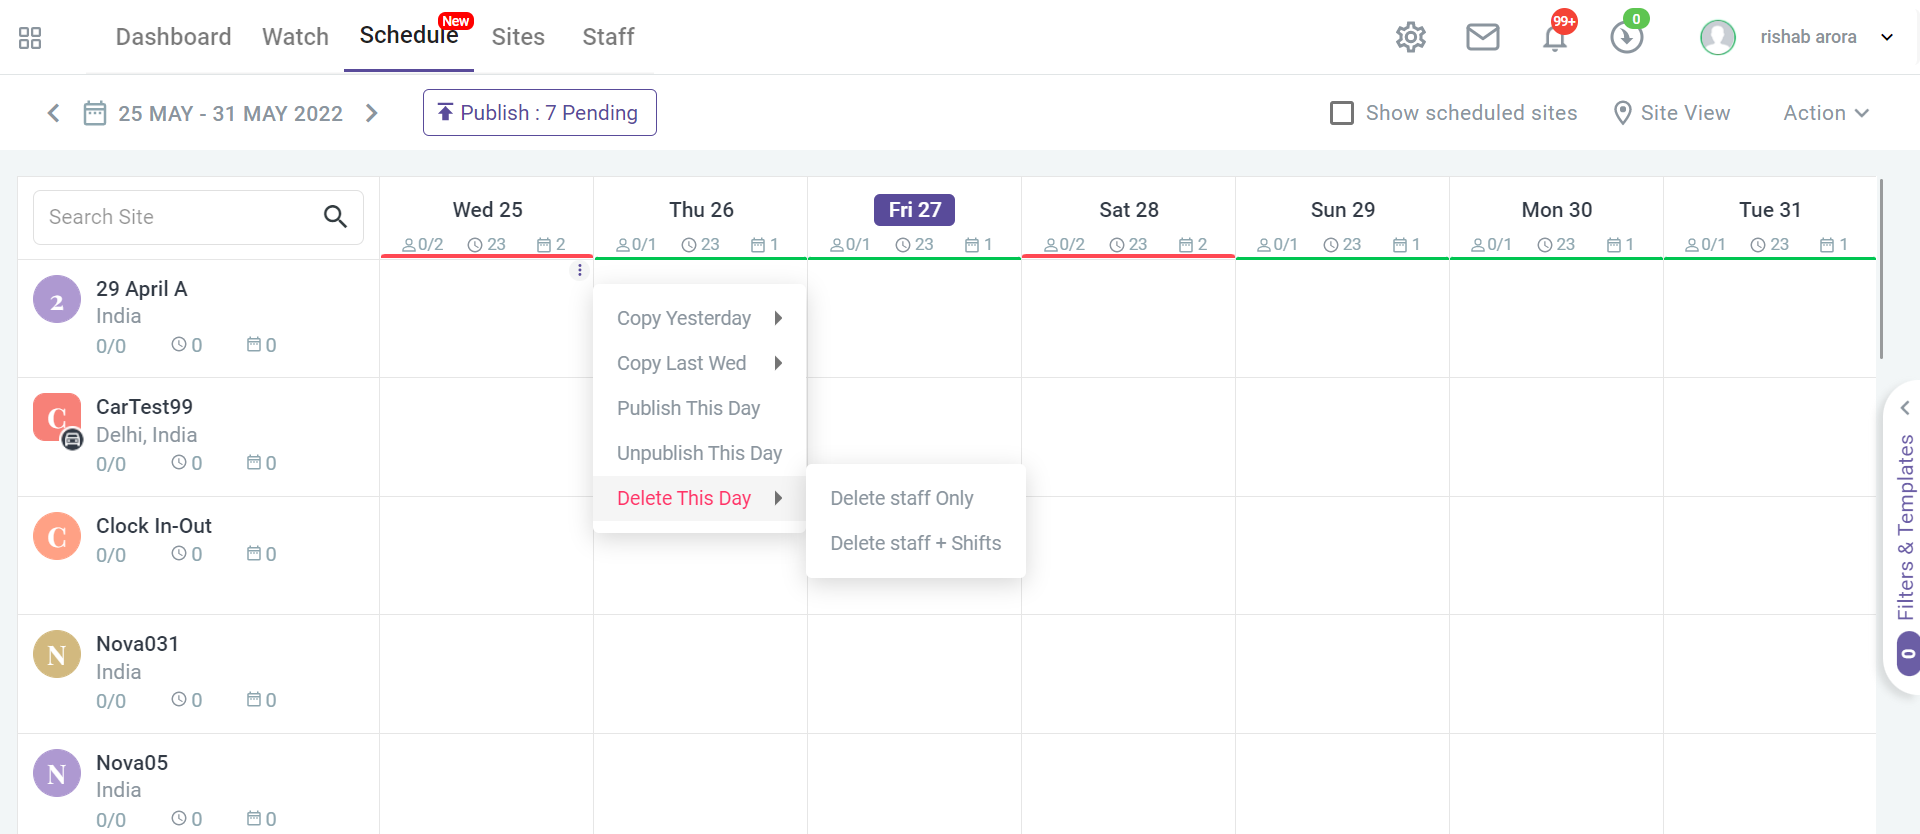 Dashboard Watch Schedule New Sites Staff 99+ 0 rishab arora
25 MAY - 31 MAY 2022 Publish : 7 Pending Show scheduled sites Site View Action
Search Site
Wed 25 Thu 26 Fri 27 Sat 28 Sun 29 Mon 30 Tue 31
0/2 23 2 0/1 23 1 0/1 23 1 0/2 23 2 0/1 23 1 0/1 23 1 0/1 23 1
2 29 April A
India
0/0 0 0
C CarTest99
Delhi, India
0/0 0 0
C Clock In-Out
0/0 0 0
N Nova031
India
0/0 0 0
N Nova05
India
0/0 0 0
Copy Yesterday
Copy Last Wed
Publish This Day
Unpublish This Day
Delete This Day
Delete staff Only
Delete staff + Shifts
Filters & Templates
0